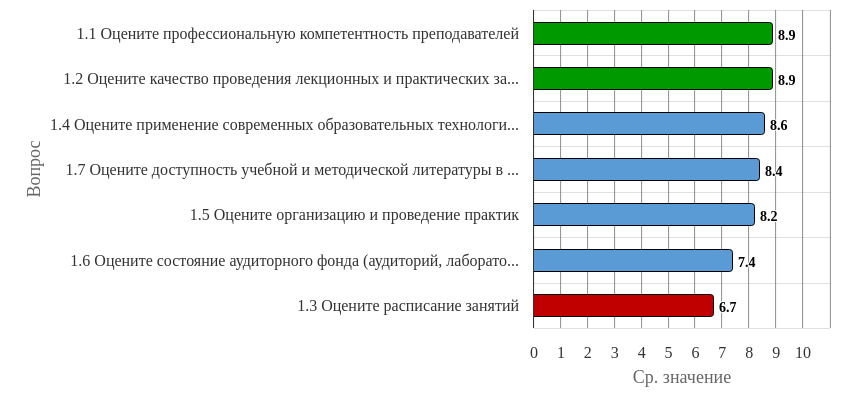 1.1 Оцените профессиональную компетентность преподавателей 8.9
1.2 Оцените качество проведения лекционных и практических за... 8.9
1.4 Оцените применение современных образовательных технологи... 8.6
1.7 Оцените доступность учебной и методической литературы в ... 8.4
1.5 Оцените организацию и проведение практик 8.2
1.6 Оцените состояние аудиторного фонда (аудиторий, лаборато... 7.4
1.3 Оцените расписание занятий 6.7
Вопрос
0 1 2 3 4 5 6 7 8 9 10
Ср. значение